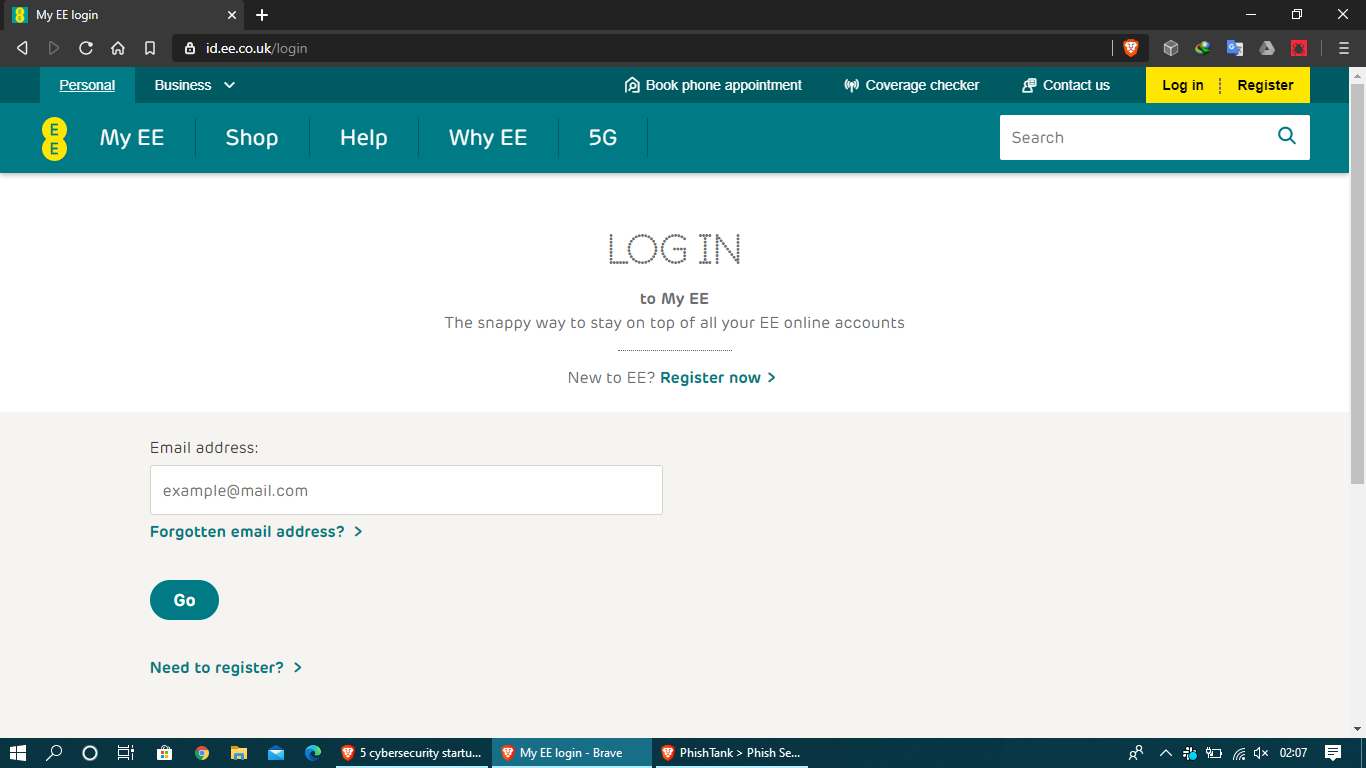 My EE login
id.ee.co.uk/login
Personal Business Book phone appointment Coverage checker Contact us Log in Register
E
E
My EE Shop Help Why EE 5G Search
LOG IN
to My EE
The snappy way to stay on top of all your EE online accounts
New to EE? Register now >
Email address:
example@mail.com
Forgotten email address? >
Go
Need to register? >
5 cybersecurity startu... My EE login - Brave PhishTank > Phish Se... 02:07